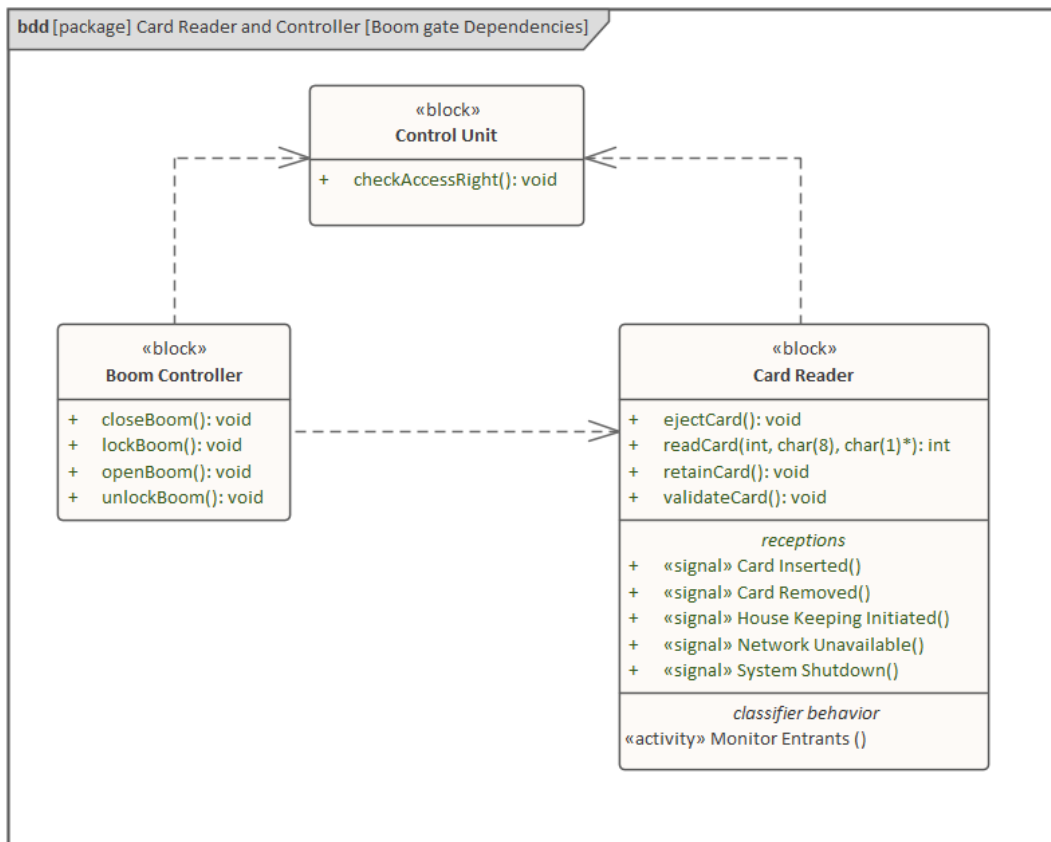 bdd [package] Card Reader and Controller [Boom gate Dependencies]
«block»
Control Unit
+ checkAccessRight(): void
«block»
Boom Controller
+ closeBoom(): void
+ lockBoom(): void
+ openBoom(): void
+ unlockBoom(): void
«block»
Card Reader
+ ejectCard(): void
+ readCard(int, char(8), char(1)*): int
+ retainCard(): void
+ validateCard(): void
receptions
+ «signal» Card Inserted()
+ «signal» Card Removed()
+ «signal» House Keeping Initiated()
+ «signal» Network Unavailable()
+ «signal» System Shutdown()
classifier behavior
«activity» Monitor Entrants ()